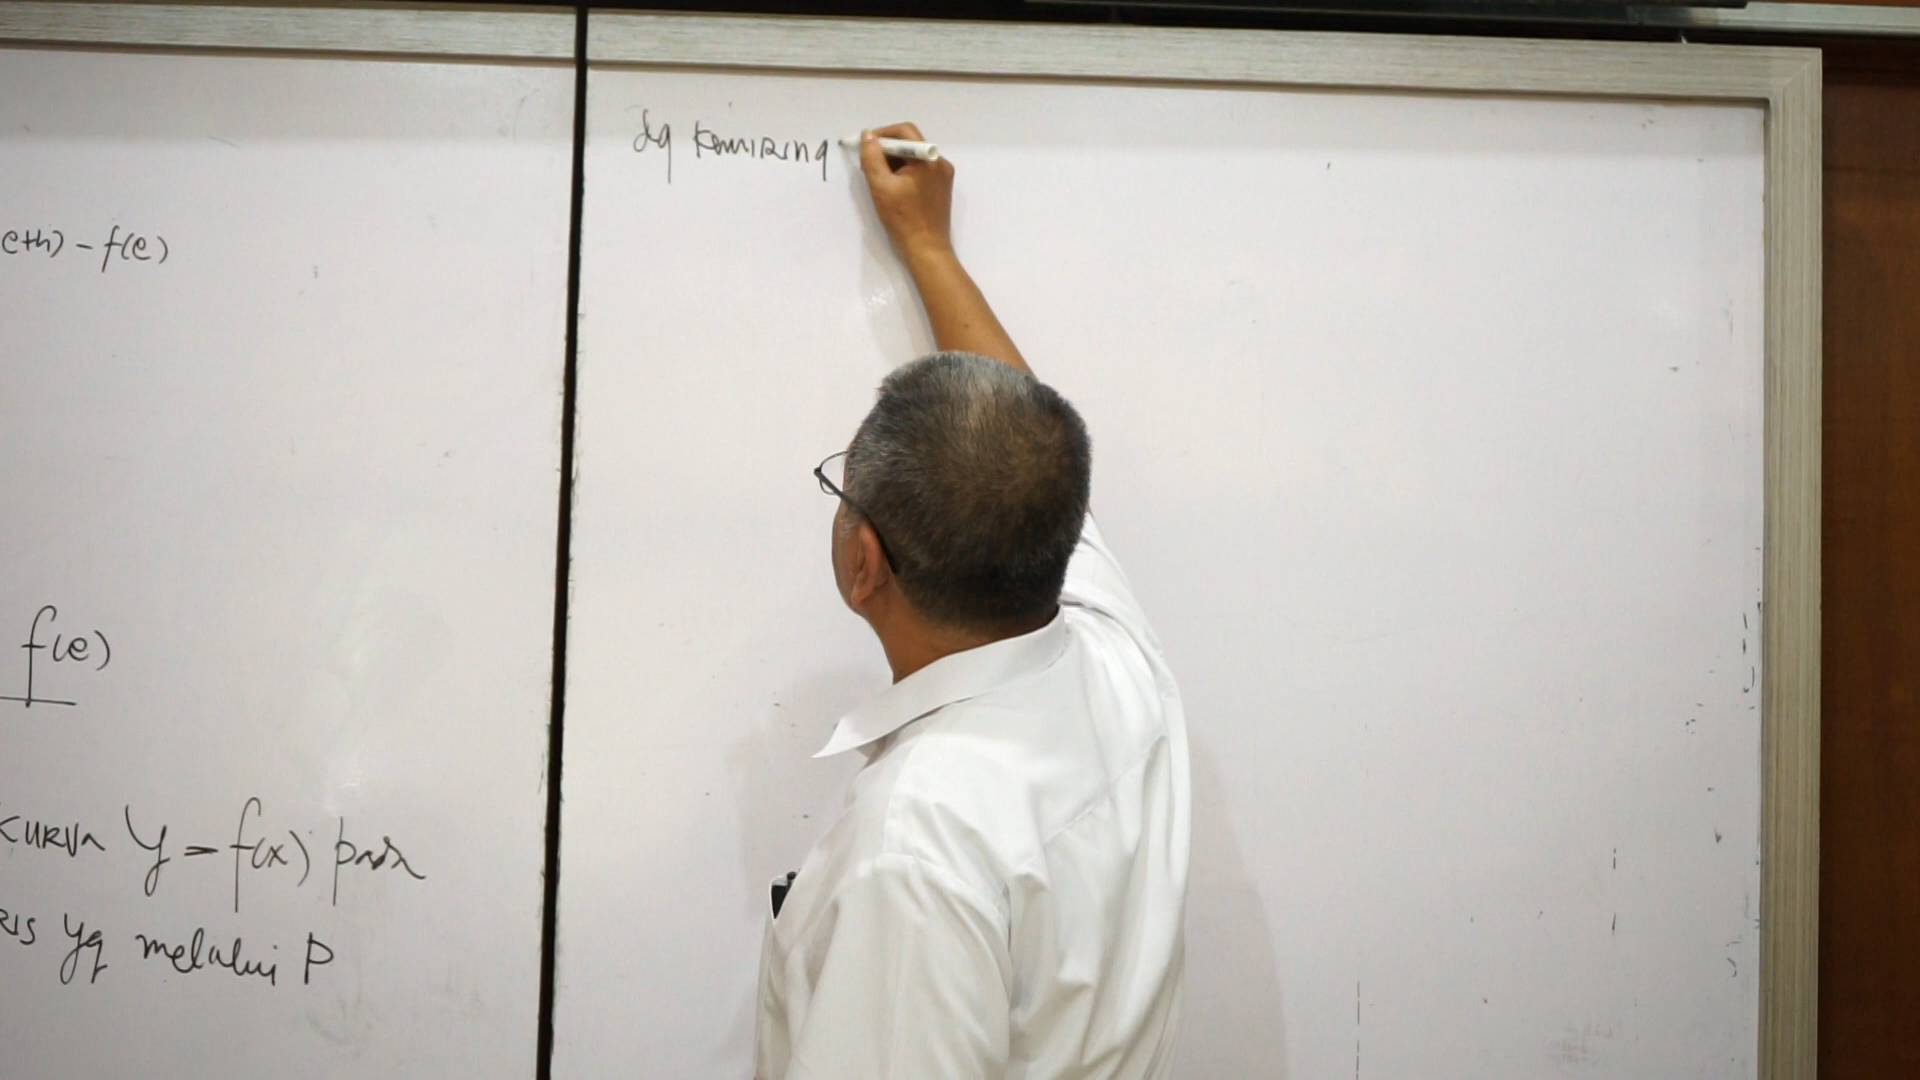 c+h) - f(c)
f(c)
KURVA y = f(x) pada
RIS yg melalui P
dg kemiring